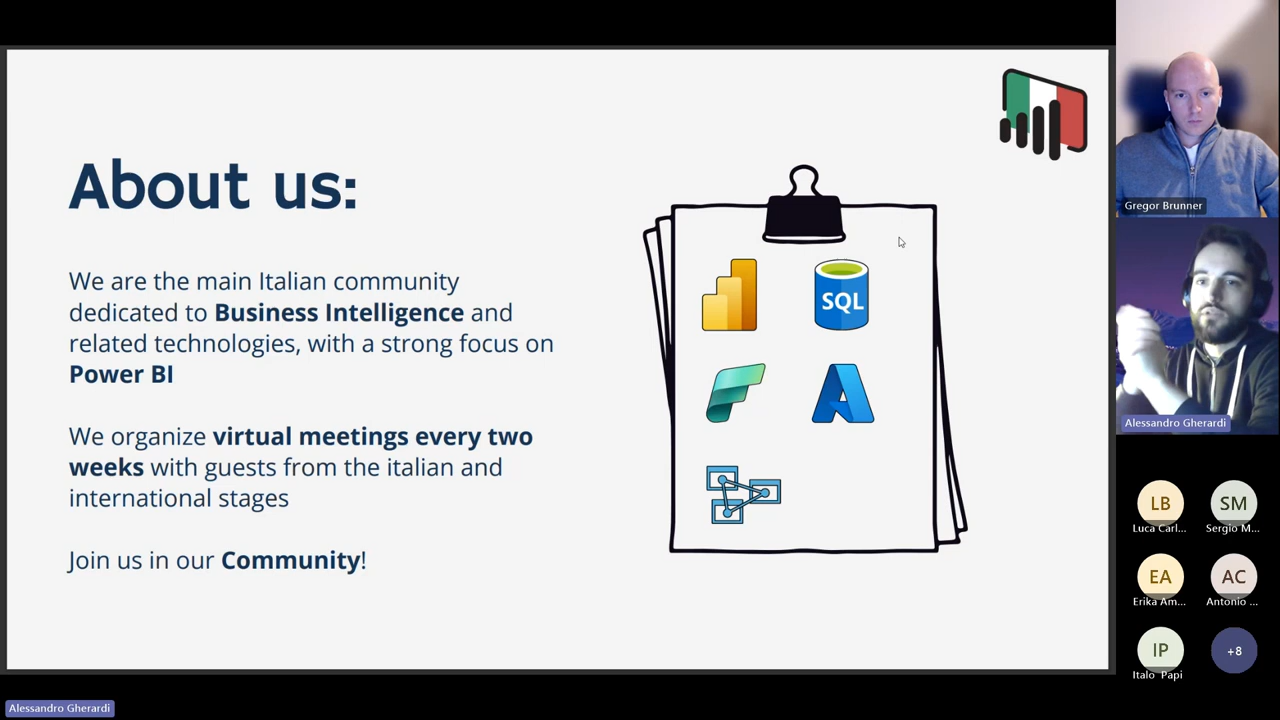 About us:
We are the main Italian community
dedicated to Business Intelligence and
related technologies, with a strong focus on
Power BI
We organize virtual meetings every two
weeks with guests from the italian and
international stages
Join us in our Community!
SQL
Gregor Brunner
Alessandro Gherardi
LB
Luca Carl...
SM
Sergio M...
EA
Erika Am...
AC
Antonio ...
IP
Italo Papi
+8
Alessandro Gherardi